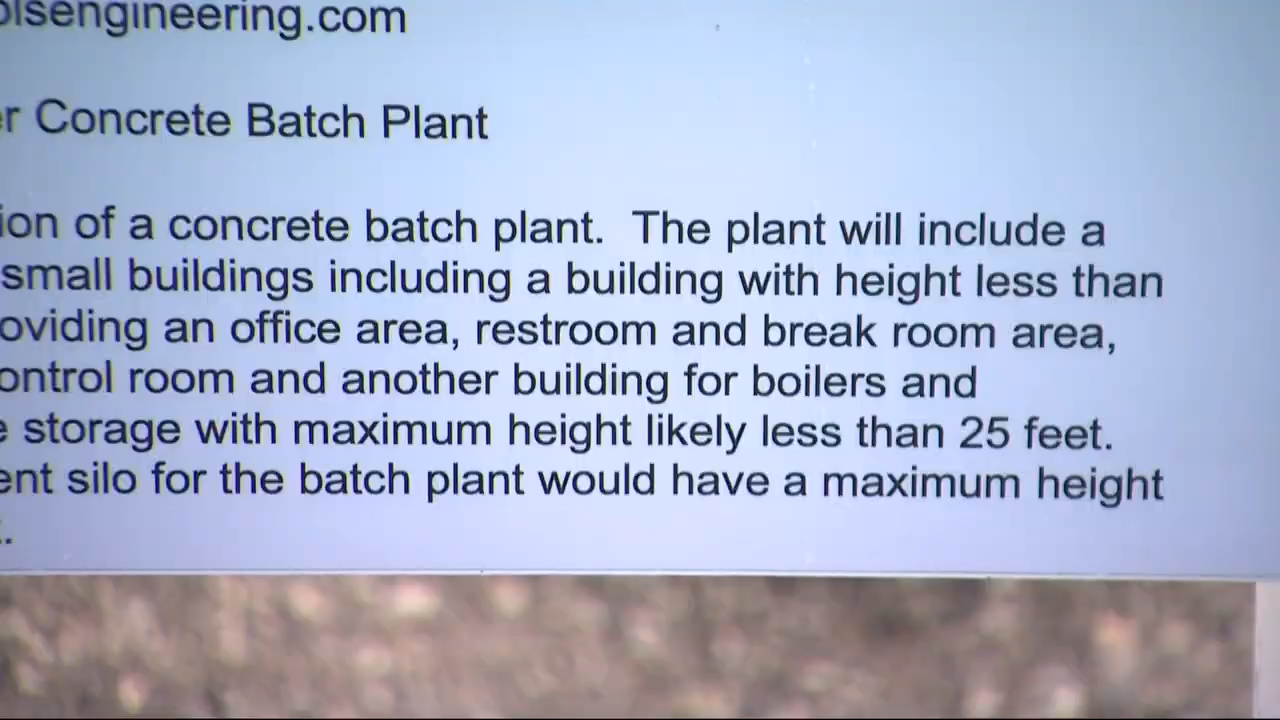 olsengineering.com
er Concrete Batch Plant
ion of a concrete batch plant. The plant will include a
small buildings including a building with height less than
oviding an office area, restroom and break room area,
ontrol room and another building for boilers and
e storage with maximum height likely less than 25 feet.
ent silo for the batch plant would have a maximum height
.